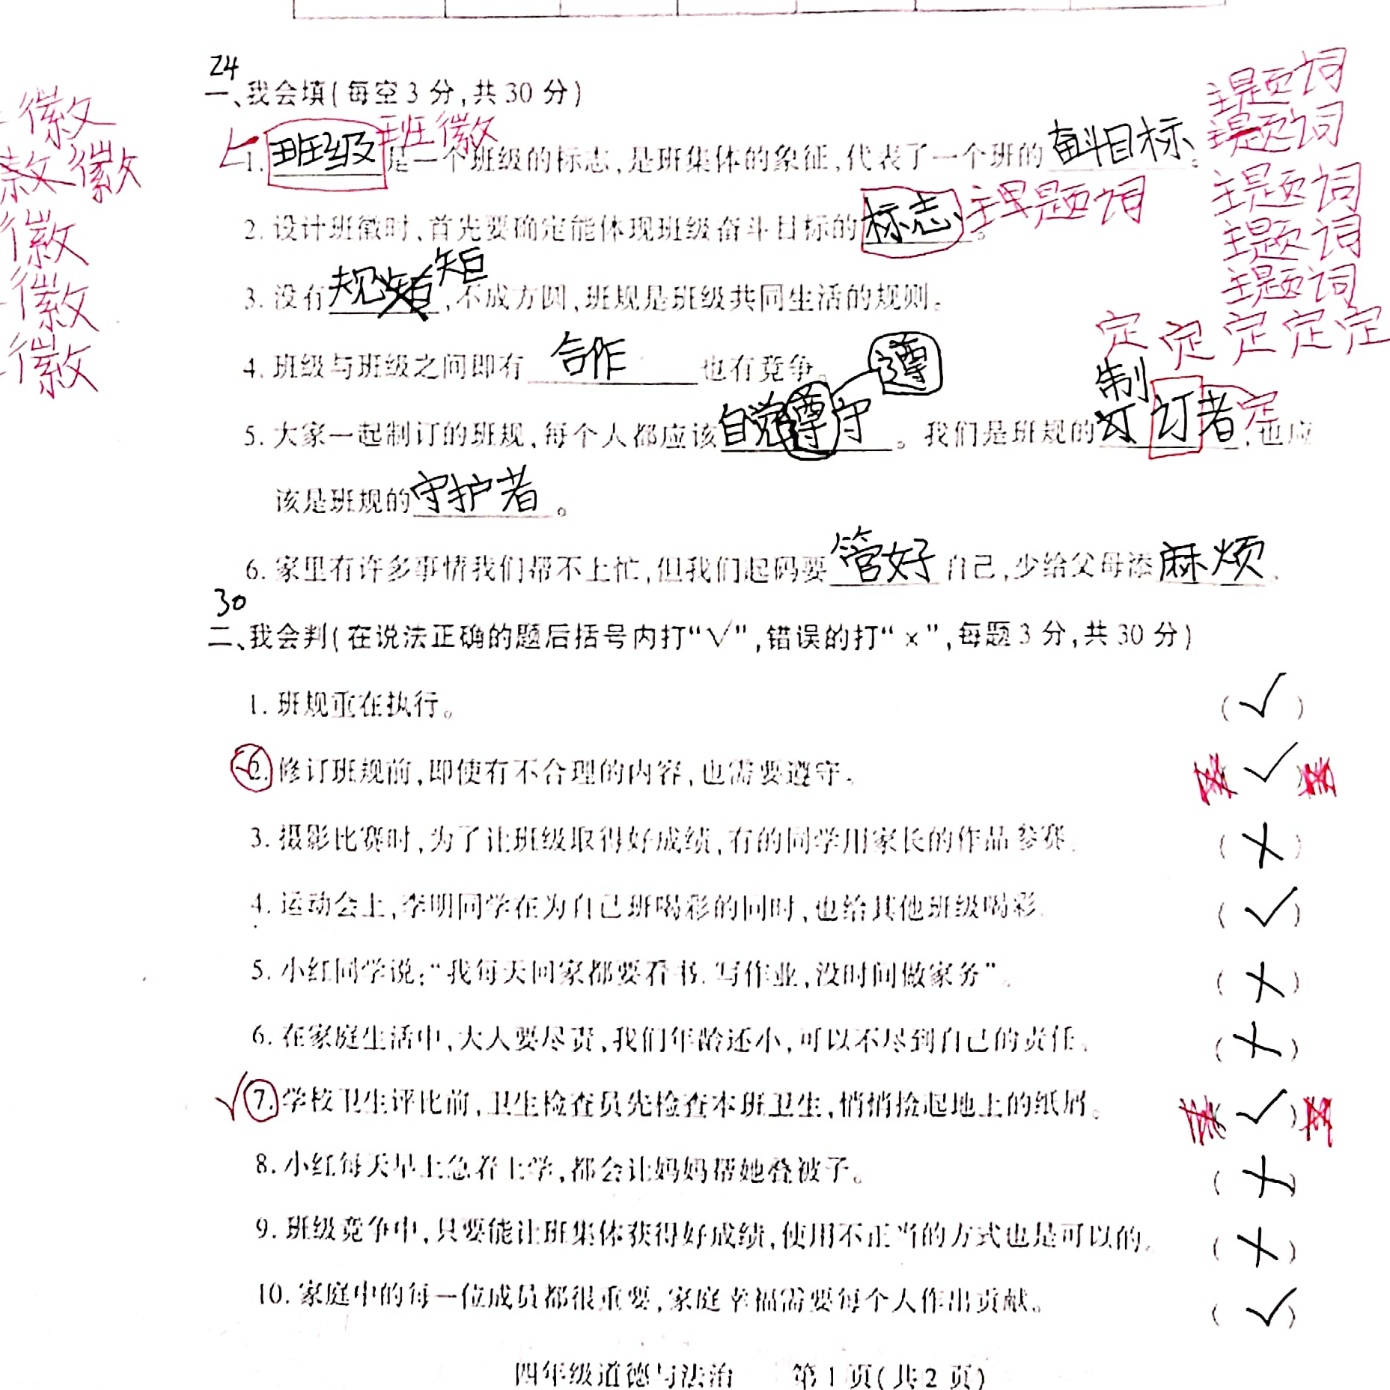 24
一、我会填(每空3分,共30分)
1.班级 班徽 是一个班级的标志,是班集体的象征,代表了一个班的奋斗目标。
2.设计班徽时,首先要确定能体现班级奋斗目标的标志 主题词。
3.没有规矩,不成方圆,班规是班级共同生活的规则。
4.班级与班级之间即有合作也有竞争。
遵
5.大家一起制订的班规,每个人都应该自觉尊守。我们是班规的制订者 定,也应
该是班规的守护者。
6.家里有许多事情我们帮不上忙,但我们起码要管好自己,少给父母添麻烦.
30
二、我会判(在说法正确的题后括号内打“√”,错误的打“×”,每题3分,共30分)
1.班规重在执行。 (√)
2.修订班规前,即使有不合理的内容,也需要遵守。 √
3.摄影比赛时,为了让班级取得好成绩,有的同学用家长的作品参赛. (×)
4.运动会上,李明同学在为自己班喝彩的同时,也给其他班级喝彩. (√)
5.小红同学说:“我每天回家都要看书.写作业,没时间做家务”。 (×)
6.在家庭生活中,大人要尽责,我们年龄还小,可以不尽到自己的责任. (×)
√7.学校卫生评比前,卫生检查员先检查本班卫生,悄悄捡起地上的纸屑。 (√)
8.小红每天早上急着上学,都会让妈妈帮她叠被子。 (×)
9.班级竞争中,只要能让班集体获得好成绩,使用不正当的方式也是可以的。 (×)
10.家庭中的每一位成员都很重要,家庭幸福需要每个人作出贡献。 (√)
四年级道德与法治 第1页(共2页)
徽
徽
徽
徽
徽
主题词
主题词
主题词
主题词
主题词
定 定 定 定 定